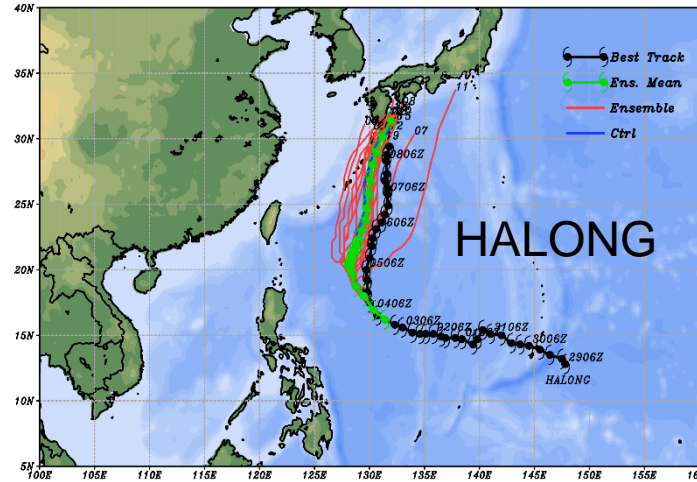 40N
35N
30N
25N
20N
15N
10N
5N
100E 105E 110E 115E 120E 125E 130E 135E 140E 145E 150E 155E
Best Track
Ens. Mean
Ensemble
Ctrl
11
07
0806Z
0706Z
0506Z
0406Z
0306Z
0206Z
3106Z
3006Z
2906Z
HALONG
HALONG